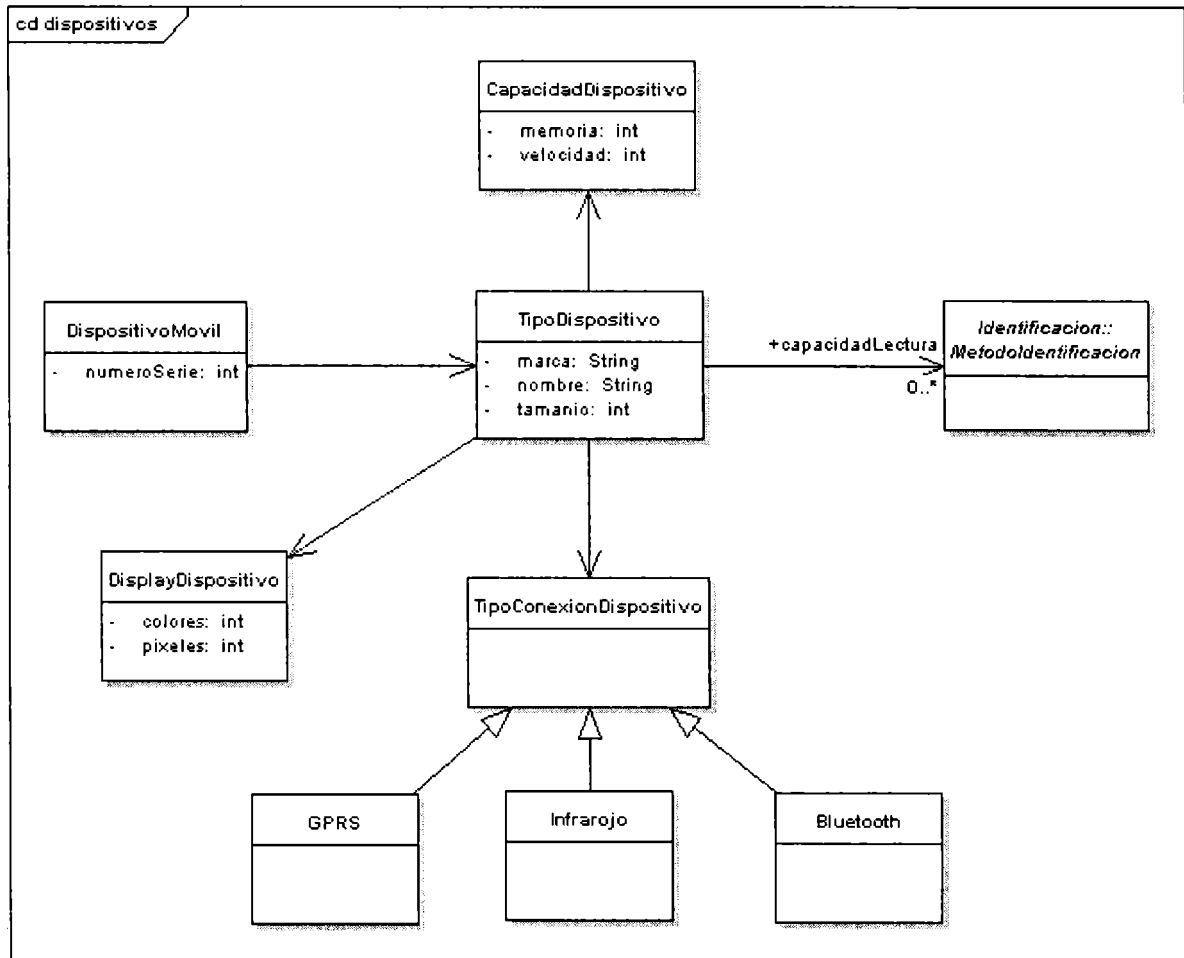 cd dispositivos
CapacidadDispositivo
- memoria: int
- velocidad: int
DispositivoMovil
- numeroSerie: int
TipoDispositivo
- marca: String
- nombre: String
- tamanio: int
+capacidadLectura
0..*
Identificacion::
MetodoIdentificacion
DisplayDispositivo
- colores: int
- pixeles: int
TipoConexionDispositivo
GPRS
Infrarojo
Bluetooth